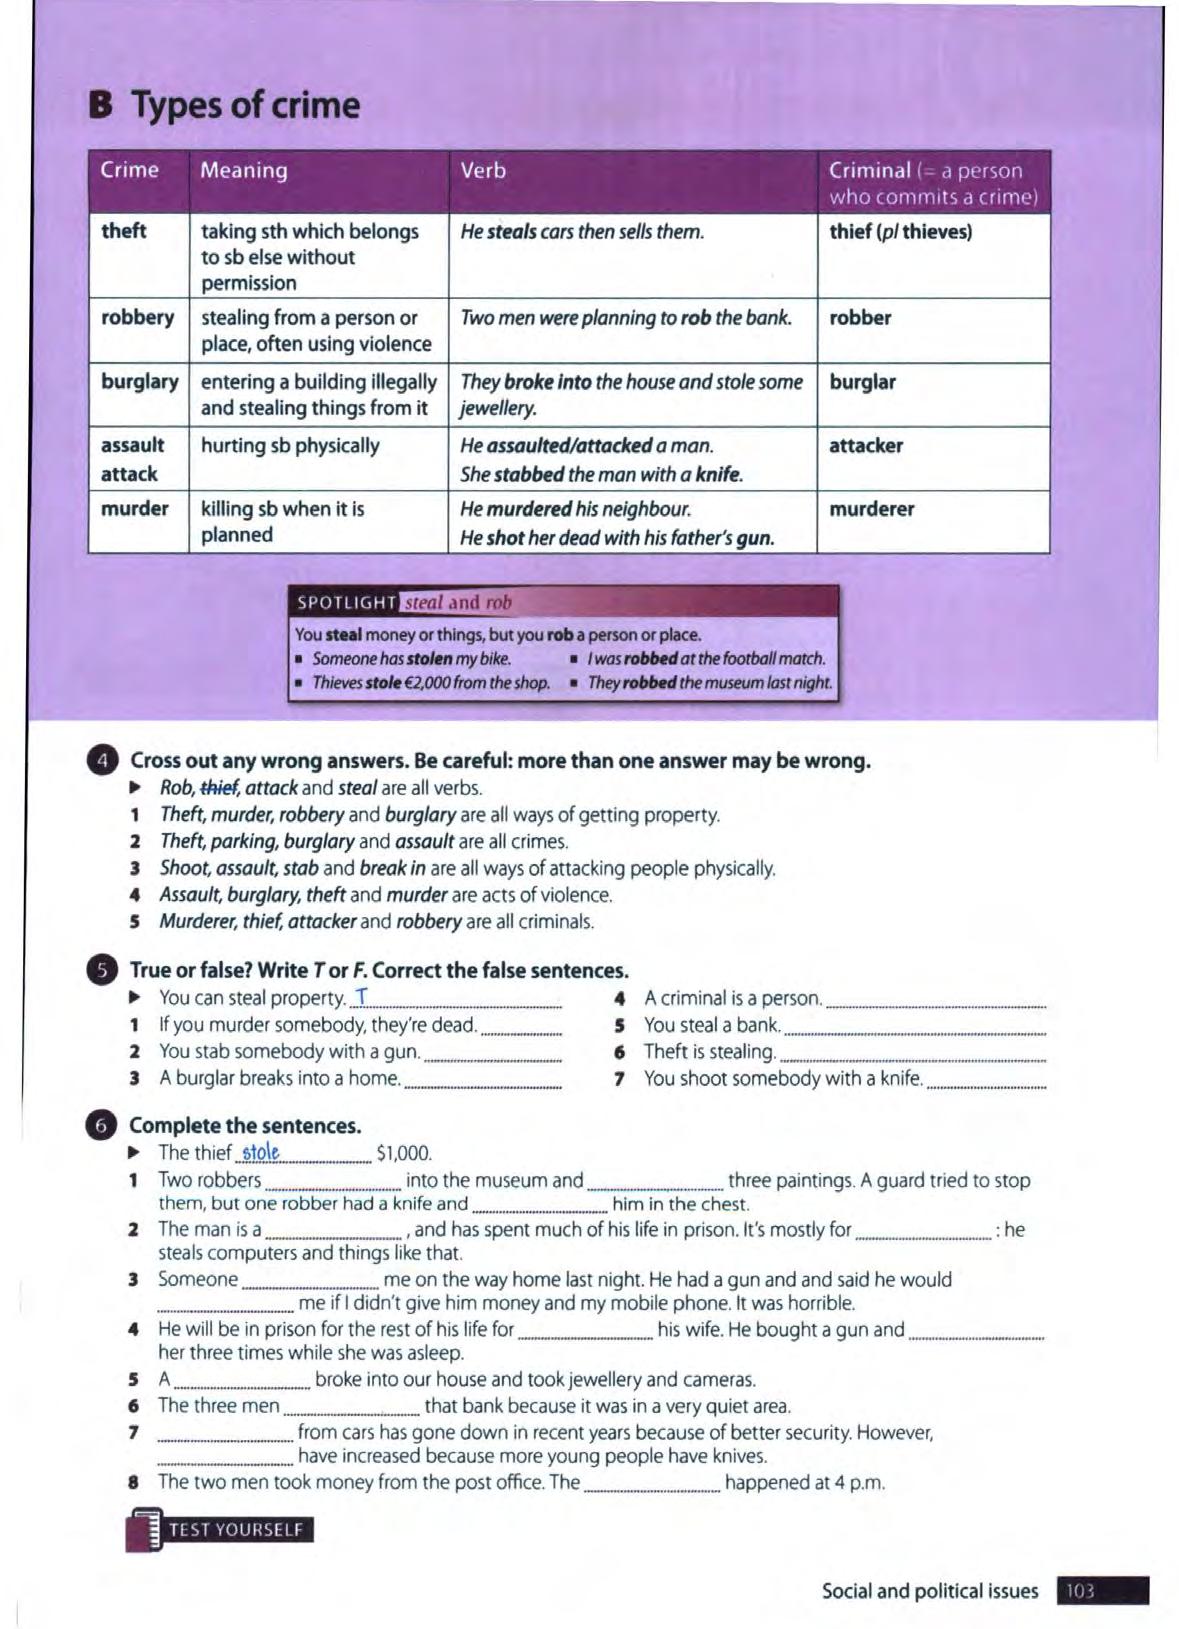 B Types of crime
Crime Meaning Verb Criminal (= a person
who commits a crime)
theft taking sth which belongs He steals cars then sells them. thief (pl thieves)
to sb else without
permission
robbery stealing from a person or Two men were planning to rob the bank. robber
place, often using violence
burglary entering a building illegally They broke into the house and stole some burglar
and stealing things from it jewellery.
assault hurting sb physically He assaulted/attacked a man. attacker
attack She stabbed the man with a knife.
murder killing sb when it is He murdered his neighbour. murderer
planned He shot her dead with his father's gun.
SPOTLIGHT steal and rob
You steal money or things, but you rob a person or place.
▪ Someone has stolen my bike. ▪ I was robbed at the football match.
▪ Thieves stole €2,000 from the shop. ▪ They robbed the museum last night.
4 Cross out any wrong answers. Be careful: more than one answer may be wrong.
► Rob, thief, attack and steal are all verbs.
1 Theft, murder, robbery and burglary are all ways of getting property.
2 Theft, parking, burglary and assault are all crimes.
3 Shoot, assault, stab and break in are all ways of attacking people physically.
4 Assault, burglary, theft and murder are acts of violence.
5 Murderer, thief, attacker and robbery are all criminals.
5 True or false? Write T or F. Correct the false sentences.
► You can steal property. T
1 If you murder somebody, they're dead.
2 You stab somebody with a gun.
3 A burglar breaks into a home.
4 A criminal is a person.
5 You steal a bank.
6 Theft is stealing.
7 You shoot somebody with a knife.
6 Complete the sentences.
► The thief stole $1,000.
1 Two robbers into the museum and three paintings. A guard tried to stop
them, but one robber had a knife and him in the chest.
2 The man is a , and has spent much of his life in prison. It's mostly for : he
steals computers and things like that.
3 Someone me on the way home last night. He had a gun and and said he would
me if I didn't give him money and my mobile phone. It was horrible.
4 He will be in prison for the rest of his life for his wife. He bought a gun and
her three times while she was asleep.
5 A broke into our house and took jewellery and cameras.
6 The three men that bank because it was in a very quiet area.
7 from cars has gone down in recent years because of better security. However,
have increased because more young people have knives.
8 The two men took money from the post office. The happened at 4 p.m.
TEST YOURSELF
Social and political issues 103